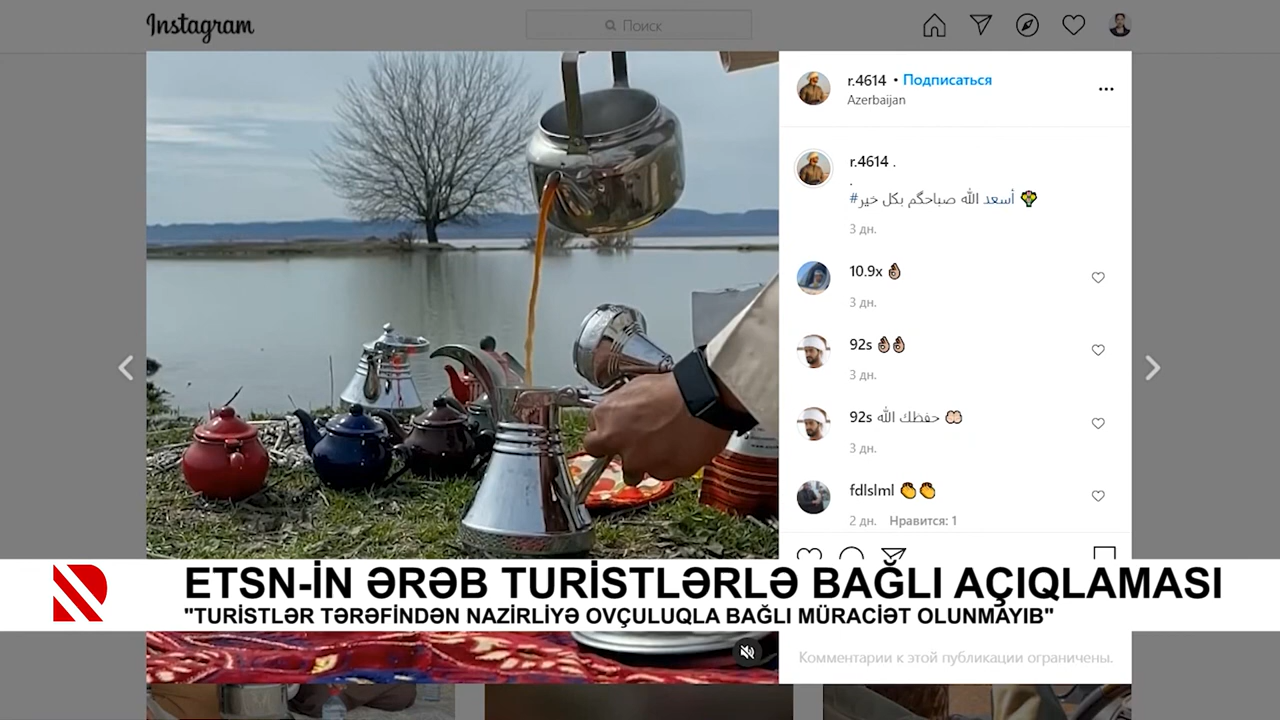 Instagram
Поиск
r.4614 • Подписаться
Azerbaijan
r.4614 .
.
#أسعد الله صباحگم بكل خير
3 дн.
10.9x
3 дн.
92s
3 дн.
92s حفظك الله
3 дн.
fdlslml
2 дн. Нравится: 1
ETSN-İN ƏRƏB TURİSTLƏRLƏ BAĞLI AÇIQLAMASI
"TURİSTLƏR TƏRƏFİNDƏN NAZİRLİYƏ OVÇULUQLA BAĞLI MÜRACİƏT OLUNMAYIB"
Комментарии к этой публикации ограничены.